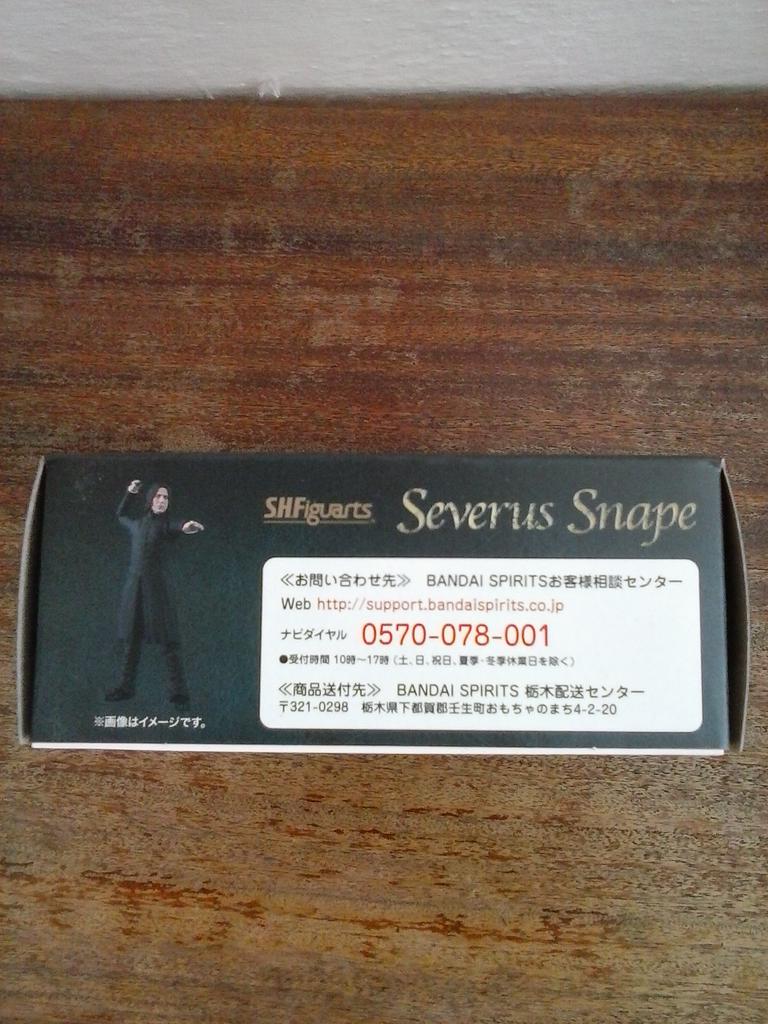 SHFiguarts Severus Snape
≪お問い合わせ先≫ BANDAI SPIRITSお客様相談センター
Web http://support.bandaispirits.co.jp
ナビダイヤル 0570-078-001
●受付時間 10時～17時（土、日、祝日、夏季・冬季休業日を除く）
≪商品送付先≫ BANDAI SPIRITS 栃木配送センター
〒321-0298 栃木県下都賀郡壬生町おもちゃのまち4-2-20
※画像はイメージです。